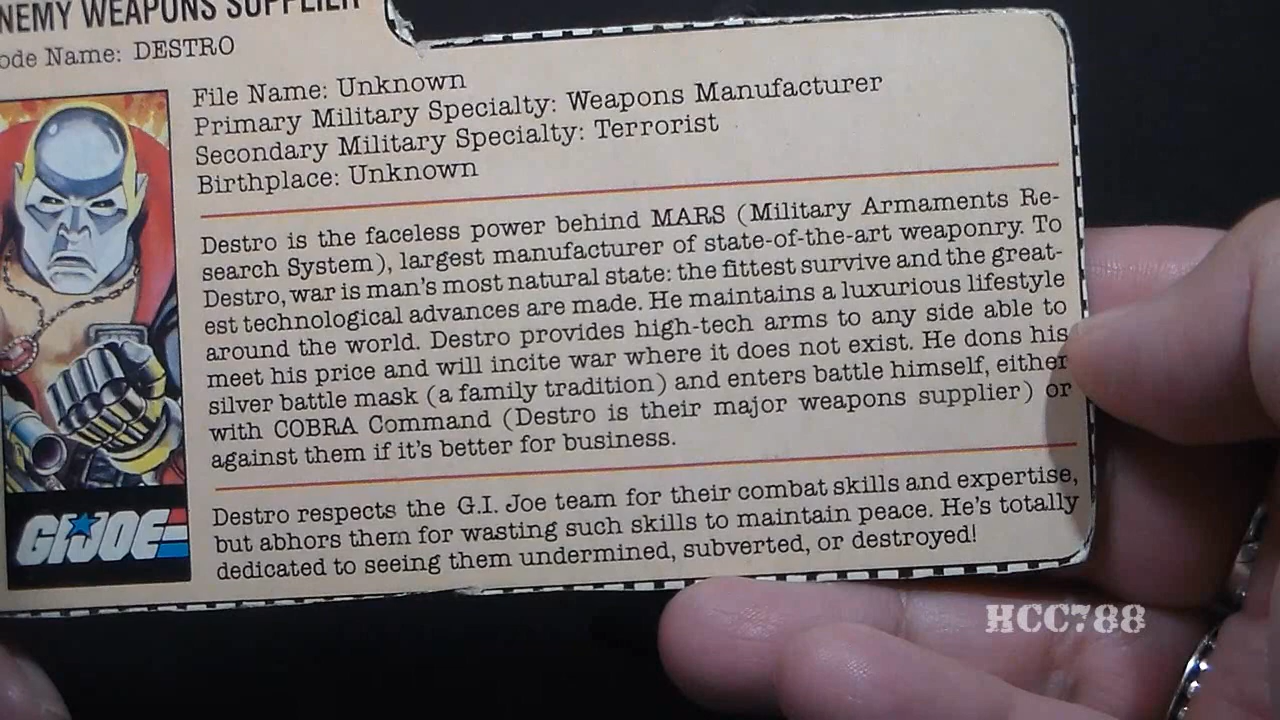 NEMY WEAPONS SUPPLIER
ode Name: DESTRO
File Name: Unknown
Primary Military Specialty: Weapons Manufacturer
Secondary Military Specialty: Terrorist
Birthplace: Unknown
Destro is the faceless power behind MARS (Military Armaments Re-
search System), largest manufacturer of state-of-the-art weaponry. To
Destro, war is man's most natural state: the fittest survive and the great-
est technological advances are made. He maintains a luxurious lifestyle
around the world. Destro provides high-tech arms to any side able to
meet his price and will incite war where it does not exist. He dons his
silver battle mask (a family tradition) and enters battle himself, either
with COBRA Command (Destro is their major weapons supplier) or
against them if it's better for business.
Destro respects the G.I. Joe team for their combat skills and expertise,
but abhors them for wasting such skills to maintain peace. He's totally
dedicated to seeing them undermined, subverted, or destroyed!
GI JOE
HCC788